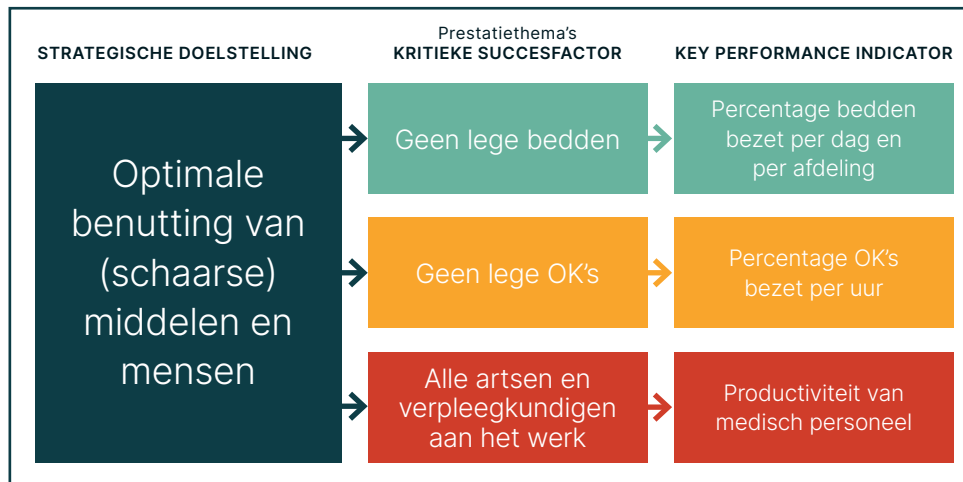 Prestatiethema’s
STRATEGISCHE DOELSTELLING
KRITIEKE SUCCESFACTOR
KEY PERFORMANCE INDICATOR
Optimale
benutting van
(schaarse)
middelen en
mensen
Geen lege bedden
Percentage bedden
bezet per dag en
per afdeling
Geen lege OK’s
Percentage OK’s
bezet per uur
Alle artsen en
verpleegkundigen
aan het werk
Productiviteit van
medisch personeel